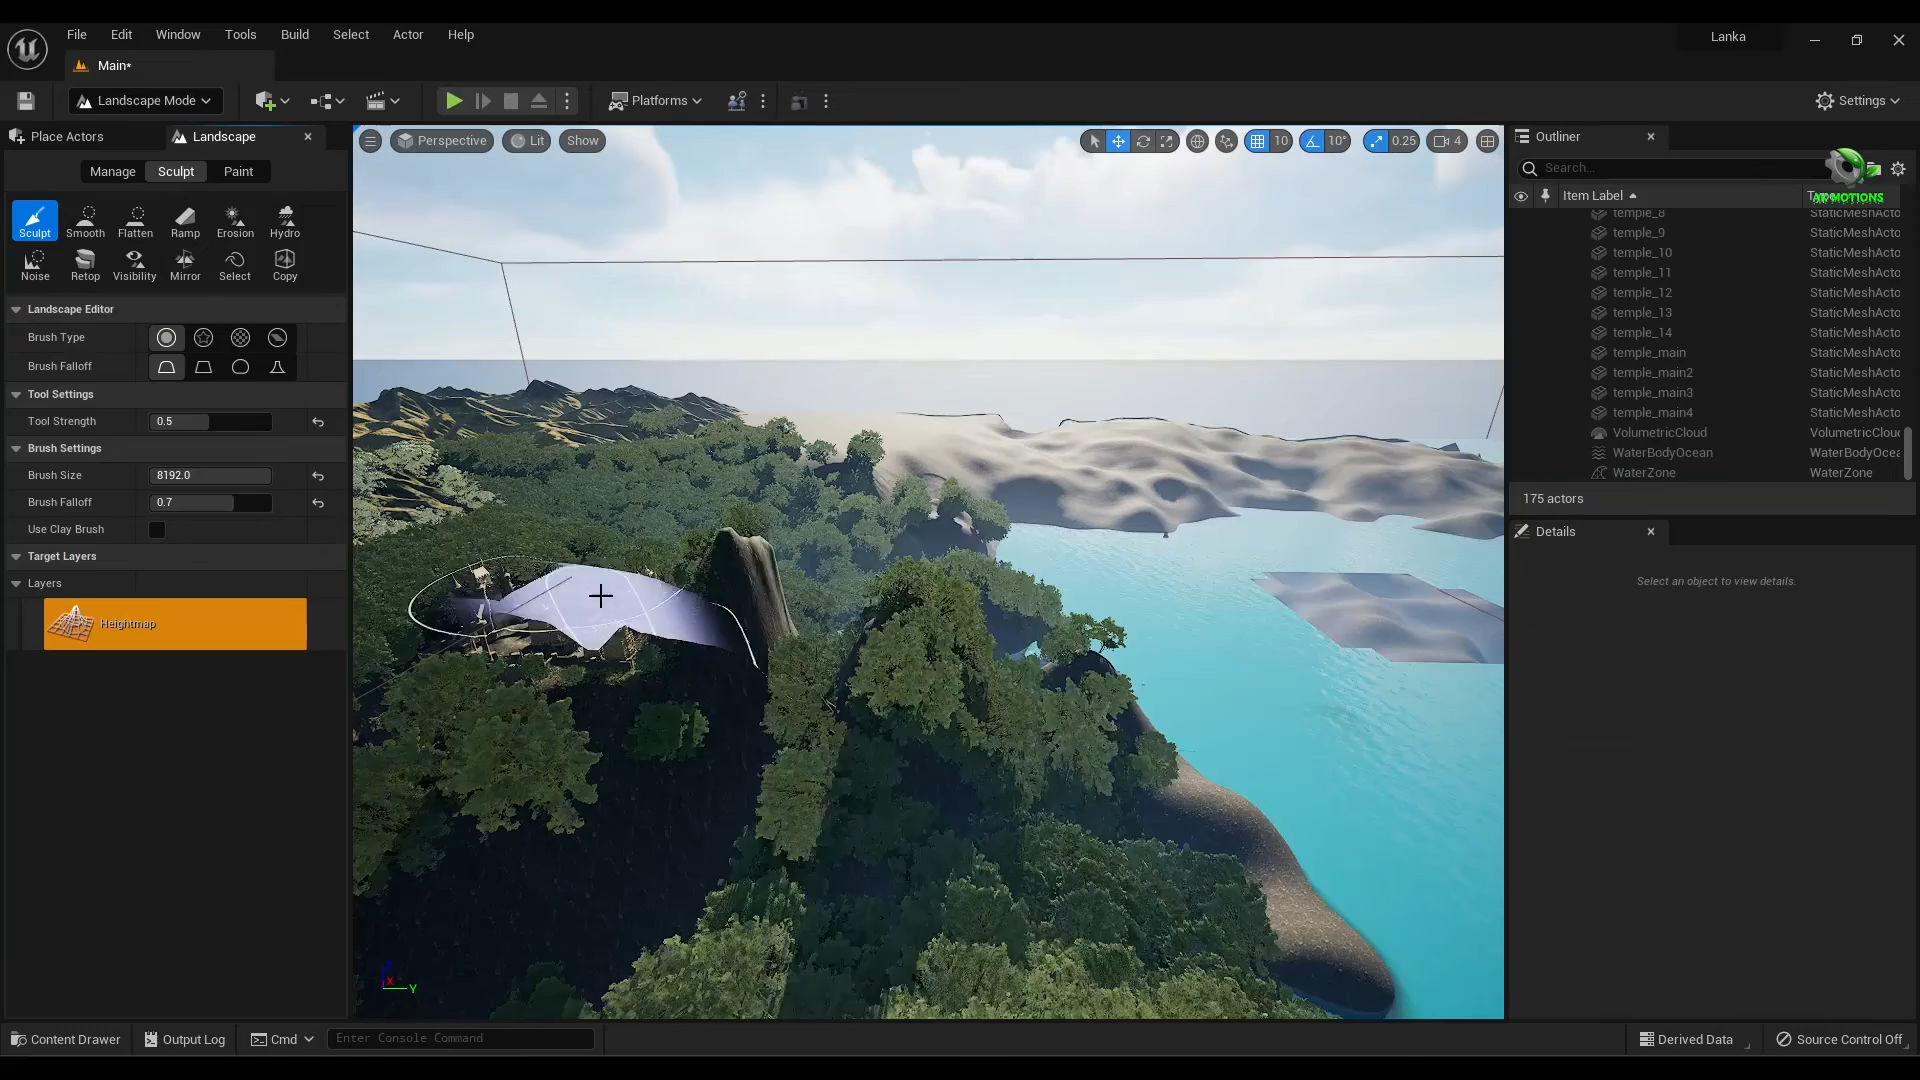 File Edit Window Tools Build Select Actor Help
Lanka
Main*
Landscape Mode
Platforms
Settings
Place Actors
Landscape
Perspective
Lit
Show
10
10°
0.25
4
Outliner
Manage Sculpt Paint
Search...
AP MOTIONS
Item Label
Sculpt Smooth Flatten Ramp Erosion Hydro
Noise Retop Visibility Mirror Select Copy
temple_8 StaticMeshActo
temple_9 StaticMeshActo
temple_10 StaticMeshActo
temple_11 StaticMeshActo
temple_12 StaticMeshActo
temple_13 StaticMeshActo
temple_14 StaticMeshActo
temple_main StaticMeshActo
temple_main2 StaticMeshActo
temple_main3 StaticMeshActo
temple_main4 StaticMeshActo
VolumetricCloud VolumetricClouc
WaterBodyOcean WaterBodyOcea
WaterZone WaterZone
175 actors
Details
Select an object to view details.
Landscape Editor
Brush Type
Brush Falloff
Tool Settings
Tool Strength 0.5
Brush Settings
Brush Size 8192.0
Brush Falloff 0.7
Use Clay Brush
Target Layers
Layers
Heightmap
X
Y
Content Drawer
Output Log
Cmd
Enter Console Command
Derived Data
Source Control Off